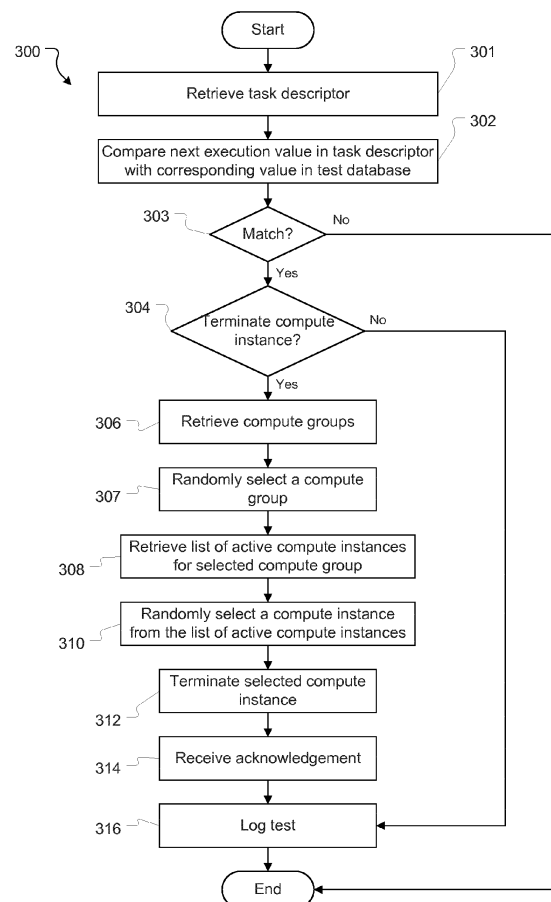 Start
300
301
Retrieve task descriptor
302
Compare next execution value in task descriptor
with corresponding value in test database
303
No
Match?
Yes
304
No
Terminate compute
instance?
Yes
306
Retrieve compute groups
307
Randomly select a compute
group
308
Retrieve list of active compute instances
for selected compute group
310
Randomly select a compute instance
from the list of active compute instances
312
Terminate selected compute
instance
314
Receive acknowledgement
316
Log test
End